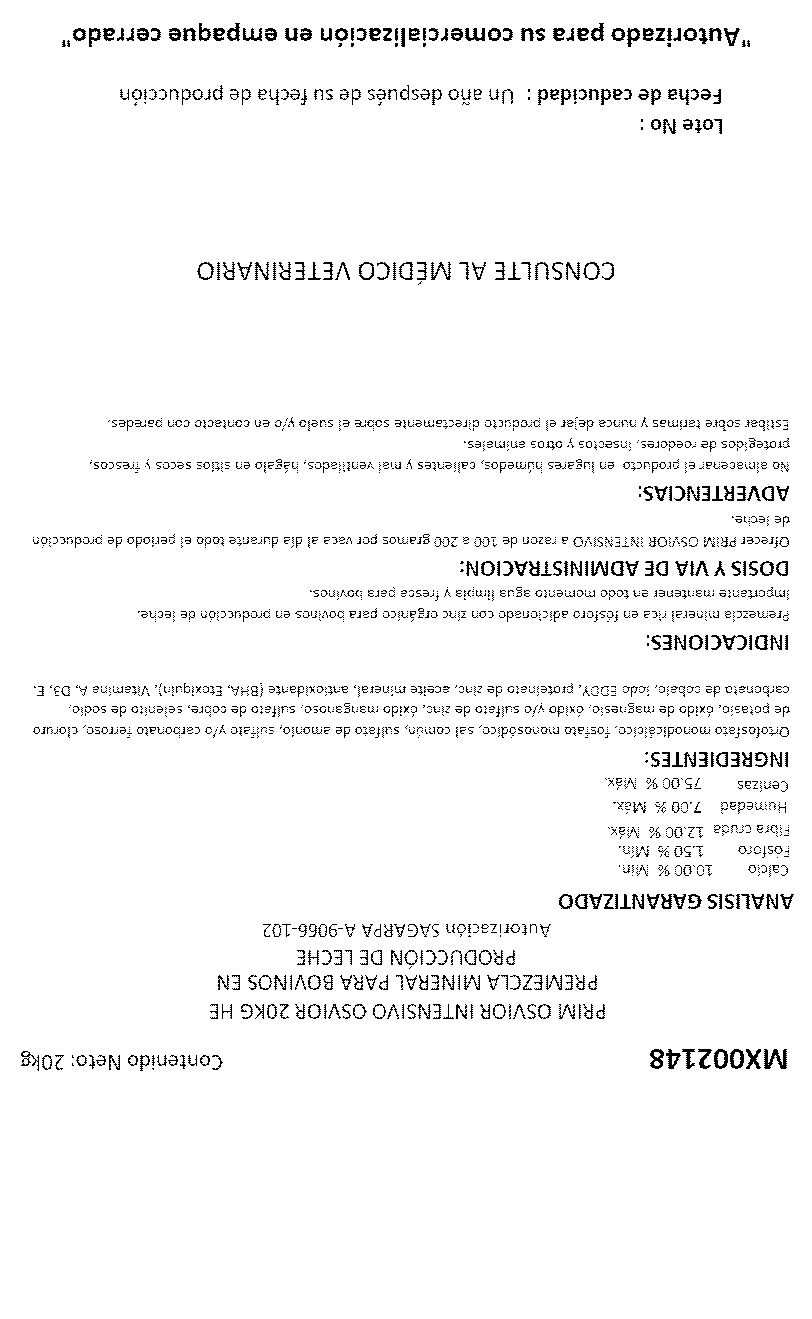 MX002148 Contenido Neto: 20kg
PRIM OSVIOR INTENSIVO OSVIOR 20KG HE
PREMEZCLA MINERAL PARA BOVINOS EN
PRODUCCIÓN DE LECHE
Autorización SAGARPA A-9066-102
ANALISIS GARANTIZADO
Calcio 10.00 % Mín.
Fósforo 1.50 % Mín.
Fibra cruda 12.00 % Máx.
Humedad 7.00 % Máx.
Cenizas 75.00 % Máx.
INGREDIENTES:
Ortofosfato monodicálcico, fosfato monosódico, sal común, sulfato de amonio, sulfato y/o carbonato ferroso, cloruro
de potasio, óxido de magnesio, óxido y/o sulfato de zinc, óxido manganoso, sulfato de cobre, selenito de sodio,
carbonato de cobalo, iodo EDDY, proteinato de zinc, aceite mineral, antioxidante (BHA, Etoxiquin), Vitamina A, D3, E.
INDICACIONES:
Premezcla mineral rica en fósforo adicionado con zinc orgánico para bovinos en producción de leche.
Importante mantener en todo momento agua limpia y fresca para bovinos.
DOSIS Y VIA DE ADMINISTRACION:
Ofrecer PRIM OSVIOR INTENSIVO a razon de 100 a 200 gramos por vaca al día durante todo el periodo de producción
de leche.
ADVERTENCIAS:
No almacenar el producto en lugares húmedos, calientes y mal ventilados, hágalo en sitios secos y frescos,
protegidos de roedores, insectos y otros animales.
Estibar sobre tarimas y nunca dejar el producto directamente sobre el suelo y/o en contacto con paredes.
CONSULTE AL MÉDICO VETERINARIO
Lote No :
Fecha de caducidad : Un año después de su fecha de producción
"Autorizado para su comercialización en empaque cerrado"